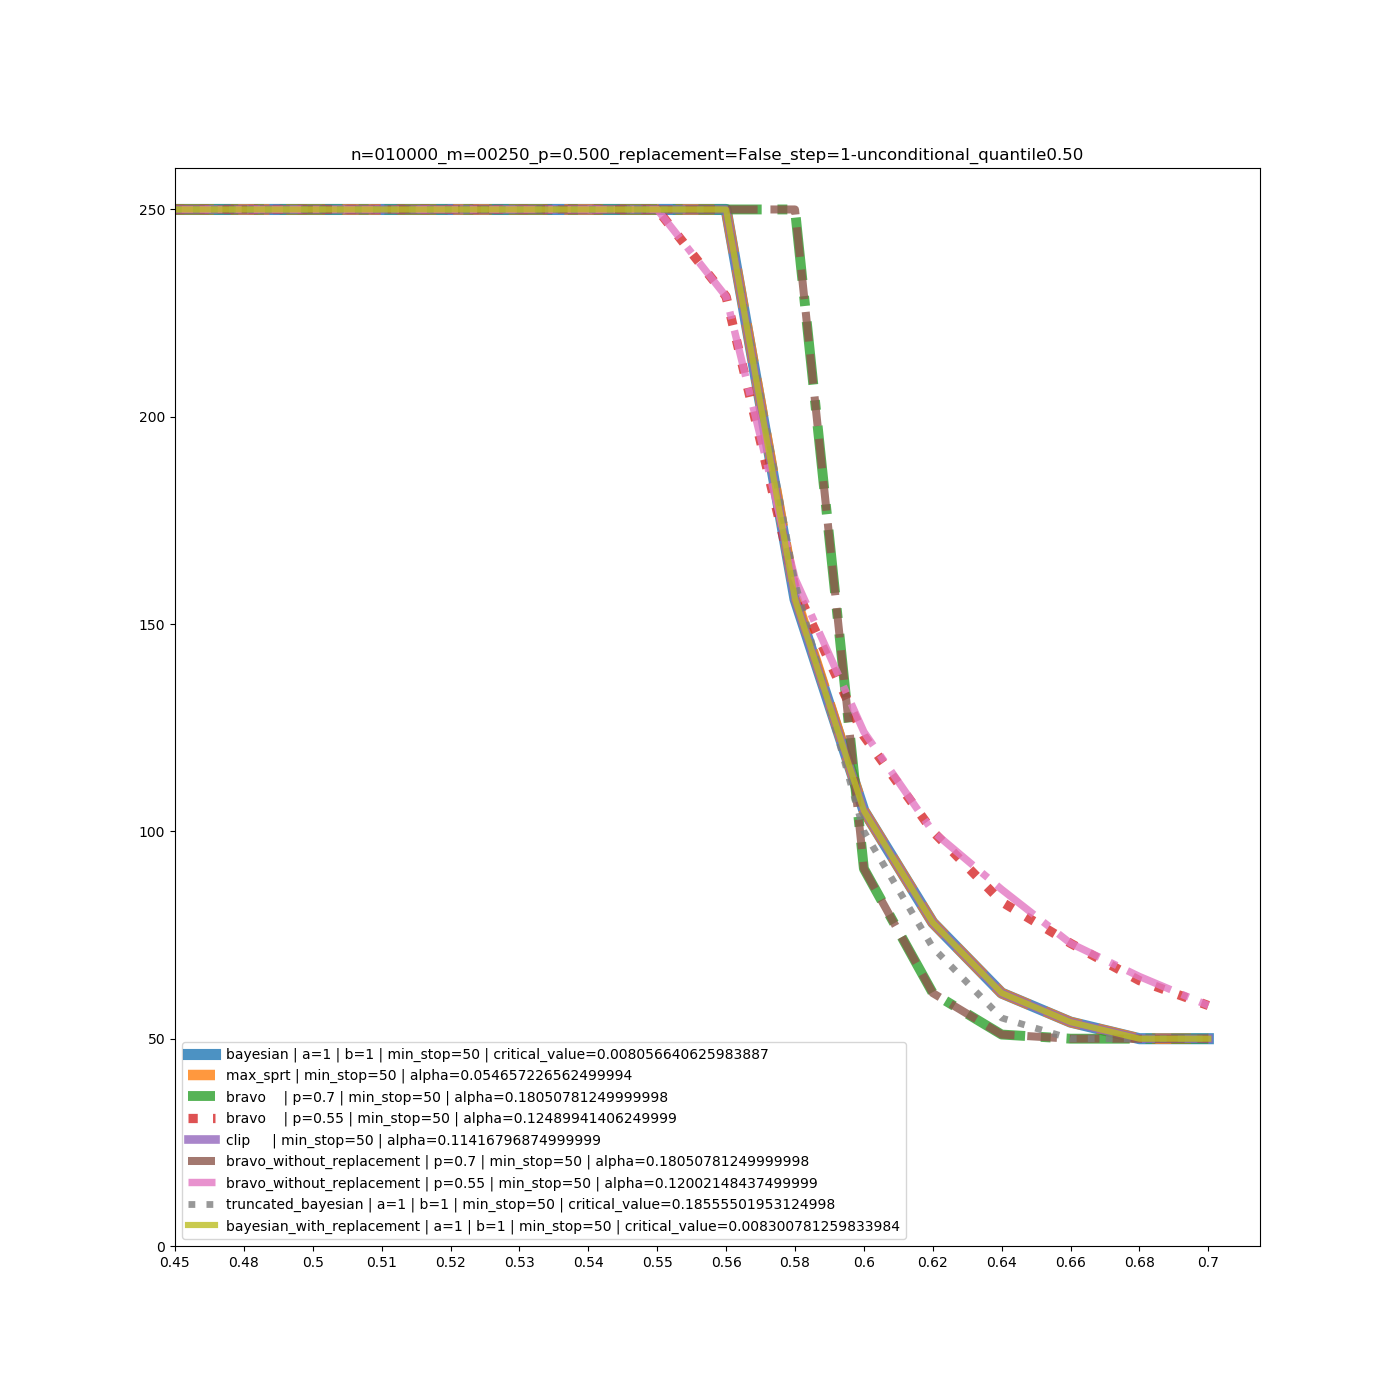 n=010000_m=00250_p=0.500_replacement=False_step=1-unconditional_quantile0.50
250
200
150
100
50
0
bayesian | a=1 | b=1 | min_stop=50 | critical_value=0.008056640625983887
max_sprt | min_stop=50 | alpha=0.054657226562499994
bravo    | p=0.7 | min_stop=50 | alpha=0.18050781249999998
bravo    | p=0.55 | min_stop=50 | alpha=0.12489941406249999
clip     | min_stop=50 | alpha=0.11416796874999999
bravo_without_replacement | p=0.7 | min_stop=50 | alpha=0.18050781249999998
bravo_without_replacement | p=0.55 | min_stop=50 | alpha=0.12002148437499999
truncated_bayesian | a=1 | b=1 | min_stop=50 | critical_value=0.18555501953124998
bayesian_with_replacement | a=1 | b=1 | min_stop=50 | critical_value=0.008300781259833984
0.45 0.48 0.5 0.51 0.52 0.53 0.54 0.55 0.56 0.58 0.6 0.62 0.64 0.66 0.68 0.7